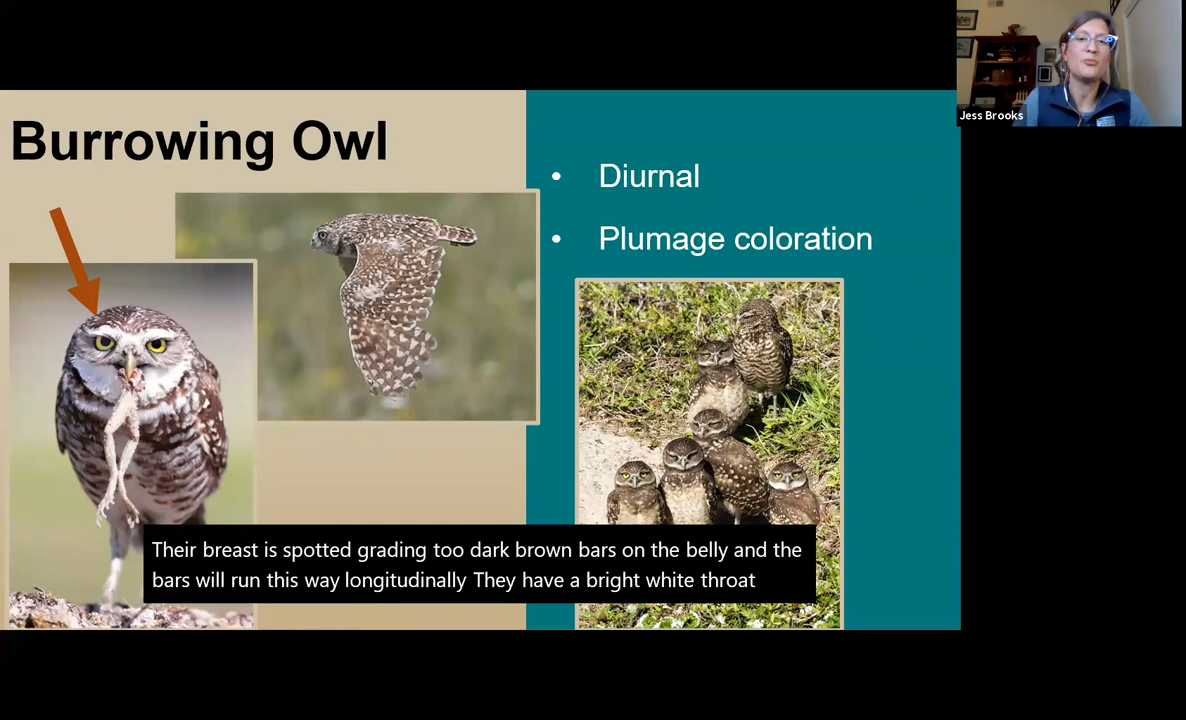 Jess Brooks
Burrowing Owl
• Diurnal
• Plumage coloration
Their breast is spotted grading too dark brown bars on the belly and the
bars will run this way longitudinally They have a bright white throat